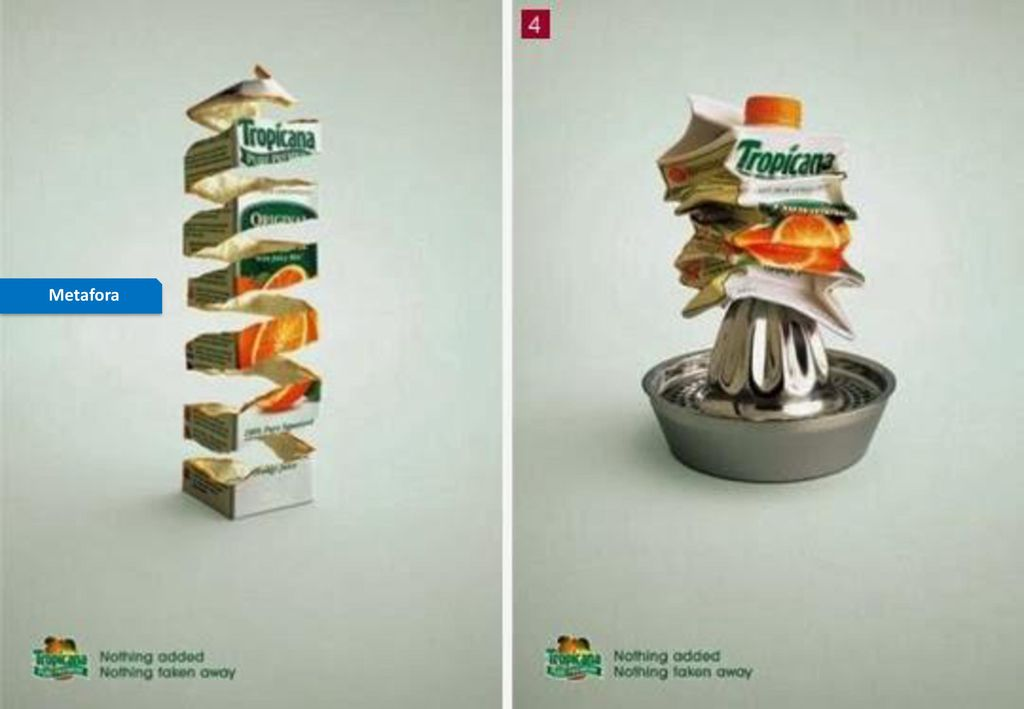 Metafora
Tropicana
ORIGINAL
100% Pure Squeezed
Tropicana
Nothing added
Nothing taken away
4
Tropicana
Tropicana
Nothing added
Nothing taken away